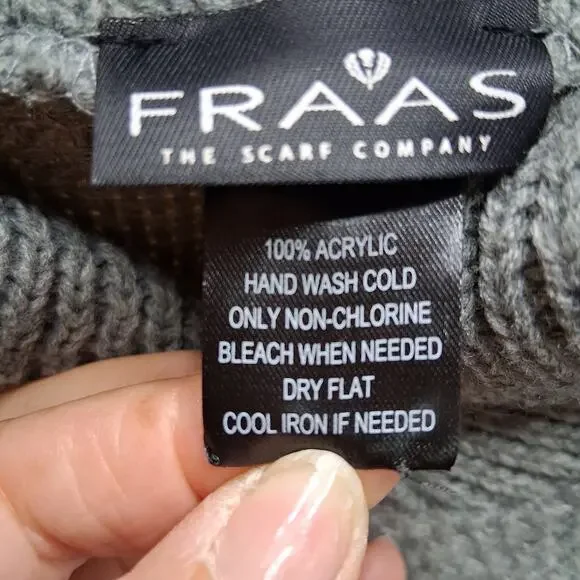 FRAAS
THE SCARF COMPANY
100% ACRYLIC
HAND WASH COLD
ONLY NON-CHLORINE
BLEACH WHEN NEEDED
DRY FLAT
COOL IRON IF NEEDED